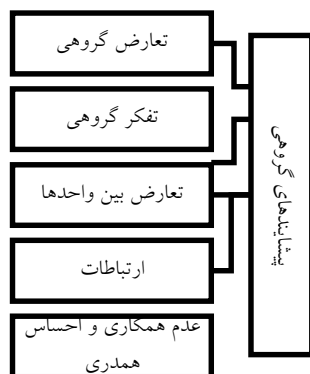 تعارض گروهی
تفکر گروهی
تعارض بین واحدها
ارتباطات
عدم همکاری و احساس
همدری
پیشایندهای گروهی